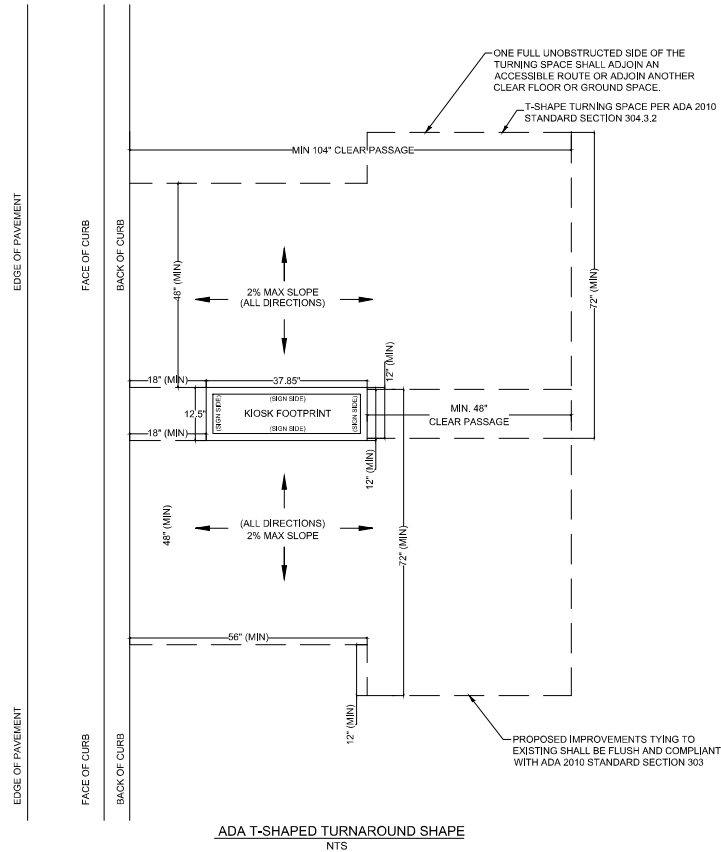 ONE FULL UNOBSTRUCTED SIDE OF THE
TURNING SPACE SHALL ADJOIN AN
ACCESSIBLE ROUTE OR ADJOIN ANOTHER
CLEAR FLOOR OR GROUND SPACE.
T-SHAPE TURNING SPACE PER ADA 2010
STANDARD SECTION 304.3.2
MIN 104" CLEAR PASSAGE
EDGE OF PAVEMENT
FACE OF CURB
BACK OF CURB
48" (MIN)
2% MAX SLOPE
(ALL DIRECTIONS)
72" (MIN)
12" (MIN)
18" (MIN)
37.85"
12.5"
(SIGN SIDE)
(SIGN SIDE)
KIOSK FOOTPRINT
(SIGN SIDE)
(SIGN SIDE)
MIN. 48"
CLEAR PASSAGE
18" (MIN)
12" (MIN)
48" (MIN)
(ALL DIRECTIONS)
2% MAX SLOPE
72" (MIN)
56" (MIN)
12" (MIN)
EDGE OF PAVEMENT
FACE OF CURB
BACK OF CURB
PROPOSED IMPROVEMENTS TYING TO
EXISTING SHALL BE FLUSH AND COMPLIANT
WITH ADA 2010 STANDARD SECTION 303
ADA T-SHAPED TURNAROUND SHAPE
NTS